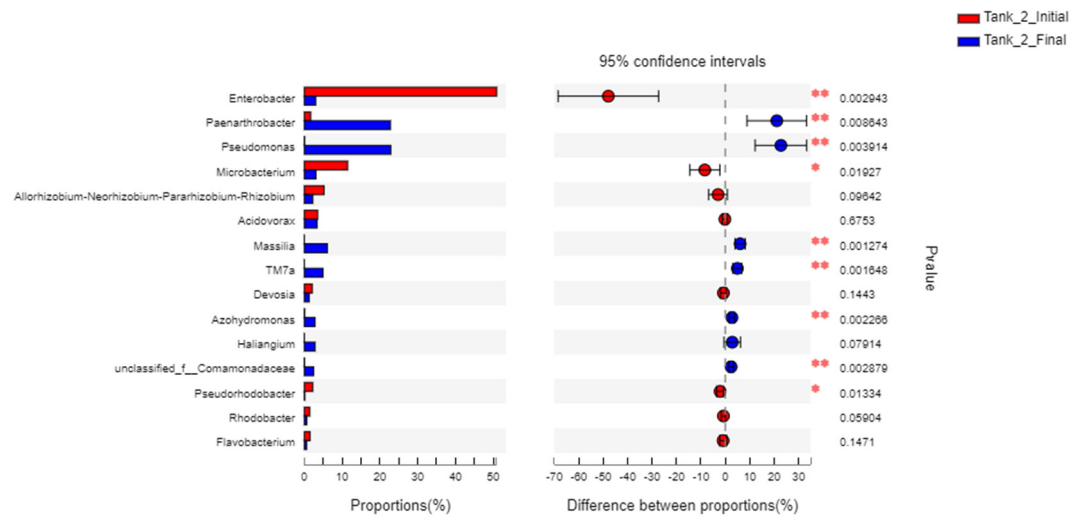 Tank_2_Initial
Tank_2_Final
95% confidence intervals
Enterobacter ** 0.002943
Paenarthrobacter ** 0.008643
Pseudomonas ** 0.003914
Microbacterium * 0.01927
Allorhizobium-Neorhizobium-Pararhizobium-Rhizobium 0.09642
Acidovorax 0.6753
Massilia ** 0.001274
TM7a ** 0.001648
Devosia 0.1443
Azohydromonas ** 0.002266
Haliangium 0.07914
unclassified_f__Comamonadaceae ** 0.002879
Pseudorhodobacter * 0.01334
Rhodobacter 0.05904
Flavobacterium 0.1471
Pvalue
0 10 20 30 40 50 -70 -60 -50 -40 -30 -20 -10 0 10 20 30
Proportions(%) Difference between proportions(%)